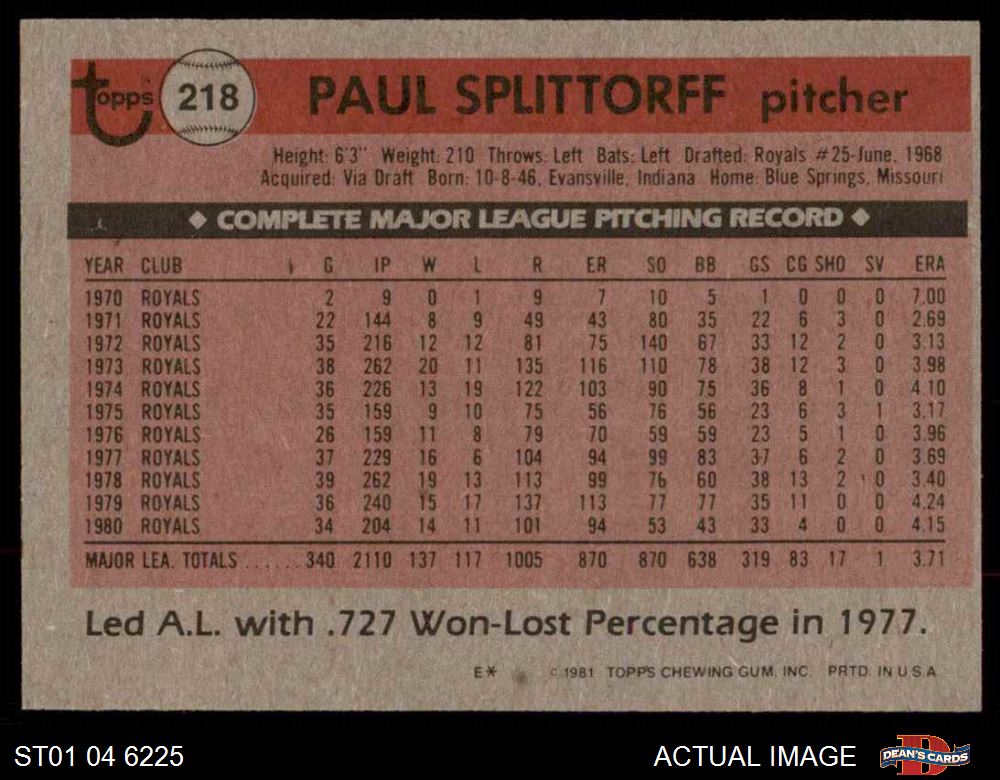 Topps 218 PAUL SPLITTORFF pitcher
Height: 6'3" Weight: 210 Throws: Left Bats: Left Drafted: Royals #25-June, 1968
Acquired: Via Draft Born: 10-8-46, Evansville, Indiana Home: Blue Springs, Missouri
◆ COMPLETE MAJOR LEAGUE PITCHING RECORD ◆
YEAR CLUB G IP W L R ER SO BB GS CG SHO SV ERA
1970 ROYALS 2 9 0 1 9 7 10 5 1 0 0 0 7.00
1971 ROYALS 22 144 8 9 49 43 80 35 22 6 3 0 2.69
1972 ROYALS 35 216 12 12 81 75 140 67 33 12 2 0 3.13
1973 ROYALS 38 262 20 11 135 116 110 78 38 12 3 0 3.98
1974 ROYALS 36 226 13 19 122 103 90 75 36 8 1 0 4.10
1975 ROYALS 35 159 9 10 75 56 76 56 23 6 3 1 3.17
1976 ROYALS 26 159 11 8 79 70 59 59 23 5 1 0 3.96
1977 ROYALS 37 229 16 6 104 94 99 83 37 6 2 0 3.69
1978 ROYALS 39 262 19 13 113 99 76 60 38 13 2 0 3.40
1979 ROYALS 36 240 15 17 137 113 77 77 35 11 0 0 4.24
1980 ROYALS 34 204 14 11 101 94 53 43 33 4 0 0 4.15
MAJOR LEA. TOTALS ...... 340 2110 137 117 1005 870 870 638 319 83 17 1 3.71
Led A.L. with .727 Won-Lost Percentage in 1977.
E* © 1981 TOPPS CHEWING GUM, INC. PRTD. IN U.S.A.
ST01 04 6225 ACTUAL IMAGE DEAN'S CARDS